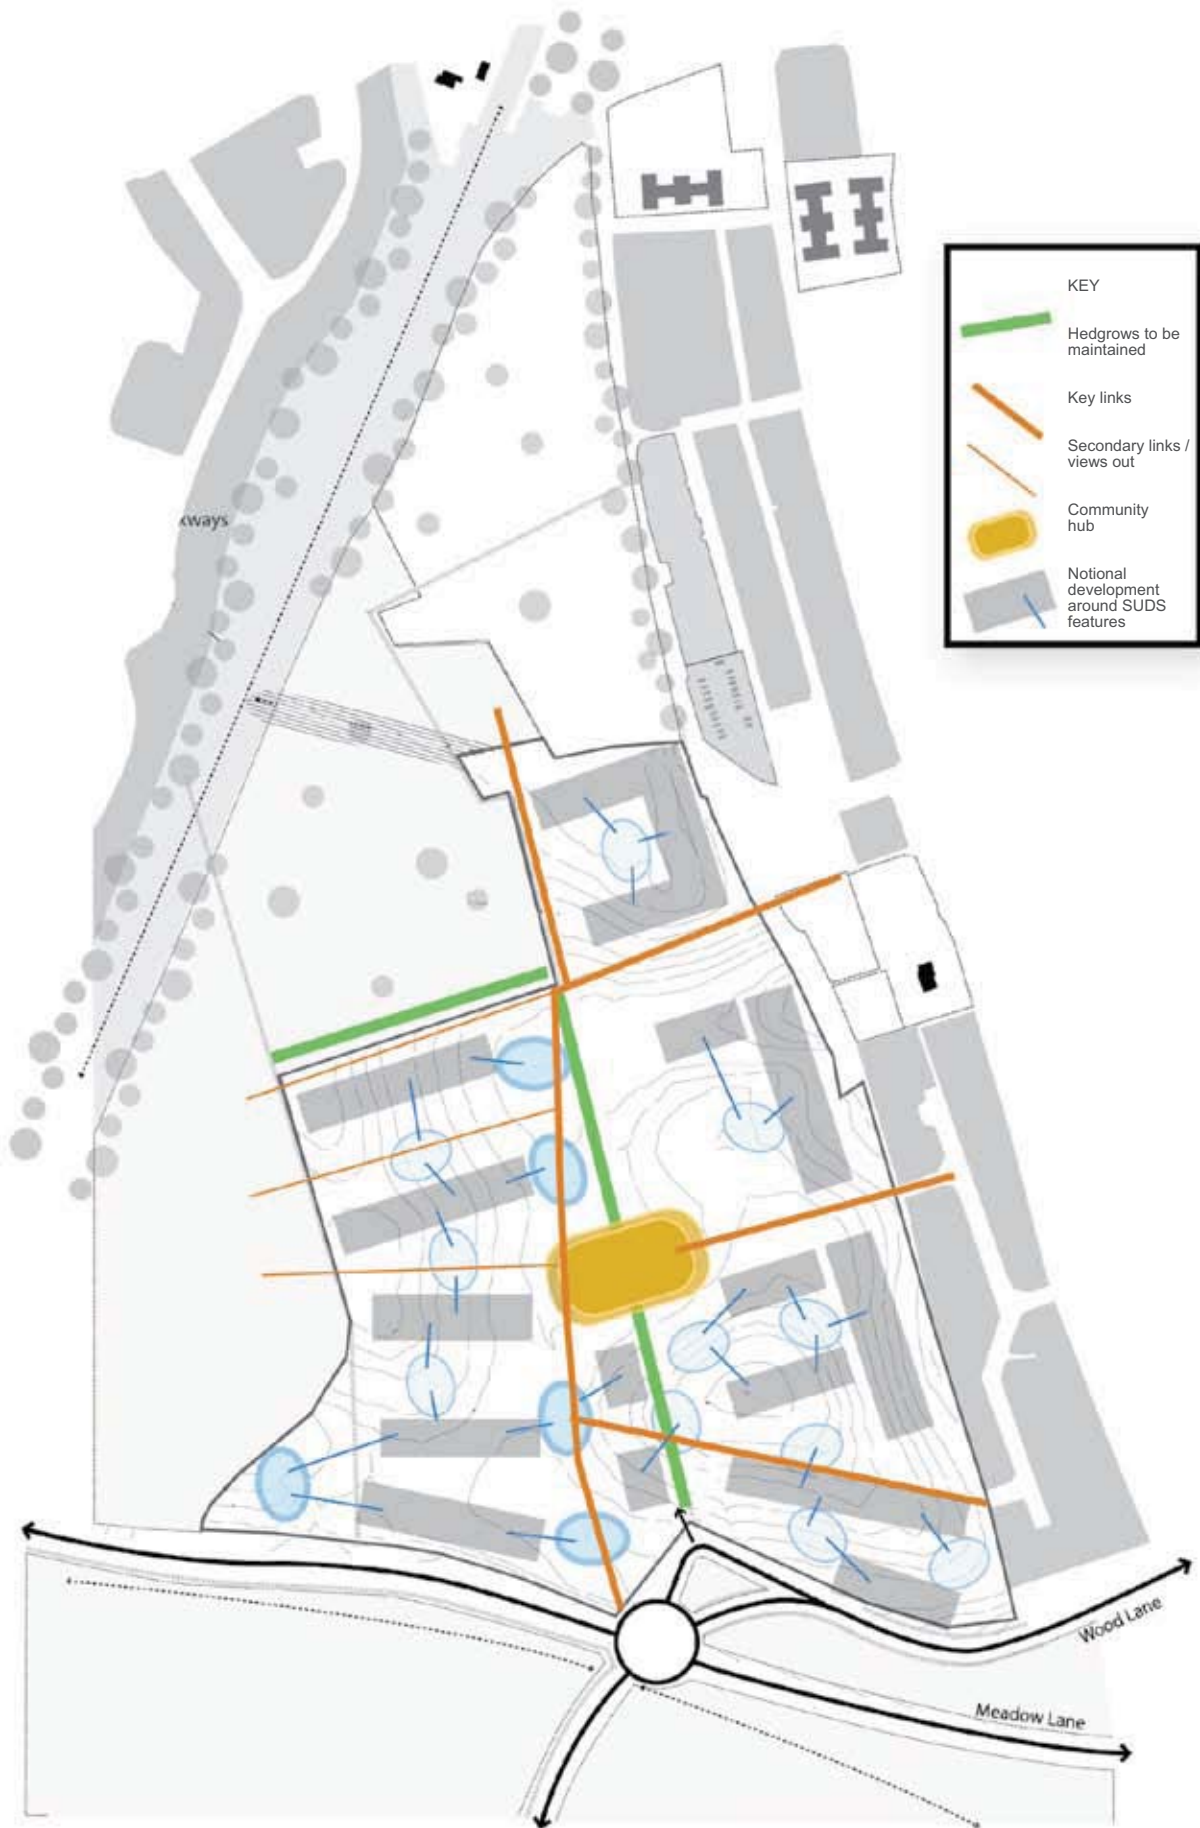 KEY
Hedgrows to be
maintained
Key links
Secondary links /
views out
Community
hub
Notional
development
around SUDS
features
kways
Wood Lane
Meadow Lane